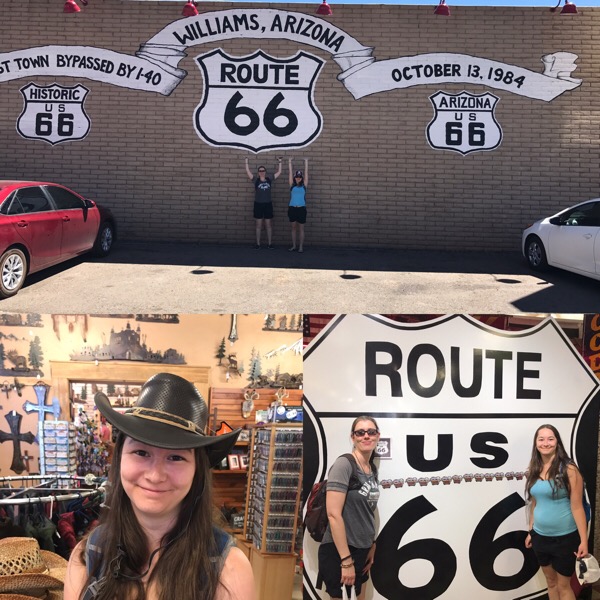 WILLIAMS, ARIZONA
ST TOWN BYPASSED BY I-40
OCTOBER 13, 1984
HISTORIC
US
66
ROUTE
66
ARIZONA
US
66
ROUTE
US
66